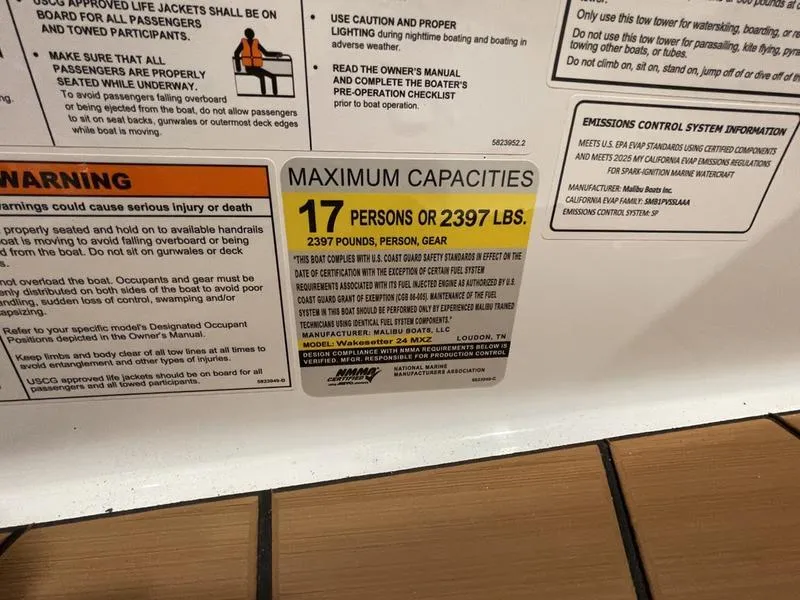 USCG APPROVED LIFE JACKETS SHALL BE ON
BOARD FOR ALL PASSENGERS
AND TOWED PARTICIPANTS.
• MAKE SURE THAT ALL
PASSENGERS ARE PROPERLY
SEATED WHILE UNDERWAY.
To avoid passengers falling overboard
or being ejected from the boat, do not allow passengers
to sit on seat backs, gunwales or outermost deck edges
while boat is moving.
• USE CAUTION AND PROPER
LIGHTING during nighttime boating and boating in
adverse weather.
• READ THE OWNER'S MANUAL
AND COMPLETE THE BOATER'S
PRE-OPERATION CHECKLIST
prior to boat operation.
5823952.2
pounds at
Only use this tow tower for waterskiing, boarding, or
Do not use this tow tower for parasailing, kite flying,
towing other boats, or tubes.
Do not climb on, sit on, stand on, jump off of or dive off of
EMISSIONS CONTROL SYSTEM INFORMATION
MEETS U.S. EPA EVAP STANDARDS USING CERTIFIED COMPONENTS
AND MEETS 2025 MY CALIFORNIA EVAP EMISSIONS REGULATIONS
FOR SPARK-IGNITION MARINE WATERCRAFT
MANUFACTURER: Malibu Boats Inc.
CALIFORNIA EVAP FAMILY: SMB1PVSSLAAA
EMISSIONS CONTROL SYSTEM: SP
WARNING
arnings could cause serious injury or death
properly seated and hold on to available handrails
oat is moving to avoid falling overboard or being
d from the boat. Do not sit on gunwales or deck
s.
not overload the boat. Occupants and gear must be
enly distributed on both sides of the boat to avoid poor
andling, sudden loss of control, swamping and/or
apsizing.
Refer to your specific model's Designated Occupant
Positions depicted in the Owner's Manual.
Keep limbs and body clear of all tow lines at all times to
avoid entanglement and other types of injuries.
USCG approved life jackets should be on board for all
passengers and all towed participants.
5823949-D
MAXIMUM CAPACITIES
17 PERSONS OR 2397 LBS.
2397 POUNDS, PERSON, GEAR
"THIS BOAT COMPLIES WITH U.S. COAST GUARD SAFETY STANDARDS IN EFFECT ON THE
DATE OF CERTIFICATION WITH THE EXCEPTION OF CERTAIN FUEL SYSTEM
REQUIREMENTS ASSOCIATED WITH ITS FUEL INJECTED ENGINE AS AUTHORIZED BY U.S.
COAST GUARD GRANT OF EXEMPTION (CGB 88-005). MAINTENANCE OF THE FUEL
SYSTEM IN THIS BOAT SHOULD BE PERFORMED ONLY BY EXPERIENCED MALIBU TRAINED
TECHNICIANS USING IDENTICAL FUEL SYSTEM COMPONENTS."
MANUFACTURER: MALIBU BOATS, LLC
MODEL: Wakesetter 24 MXZ LOUDON, TN
DESIGN COMPLIANCE WITH NMMA REQUIREMENTS BELOW IS
VERIFIED. MFGR. RESPONSIBLE FOR PRODUCTION CONTROL
NMMA
CERTIFIED
NATIONAL MARINE
MANUFACTURERS ASSOCIATION